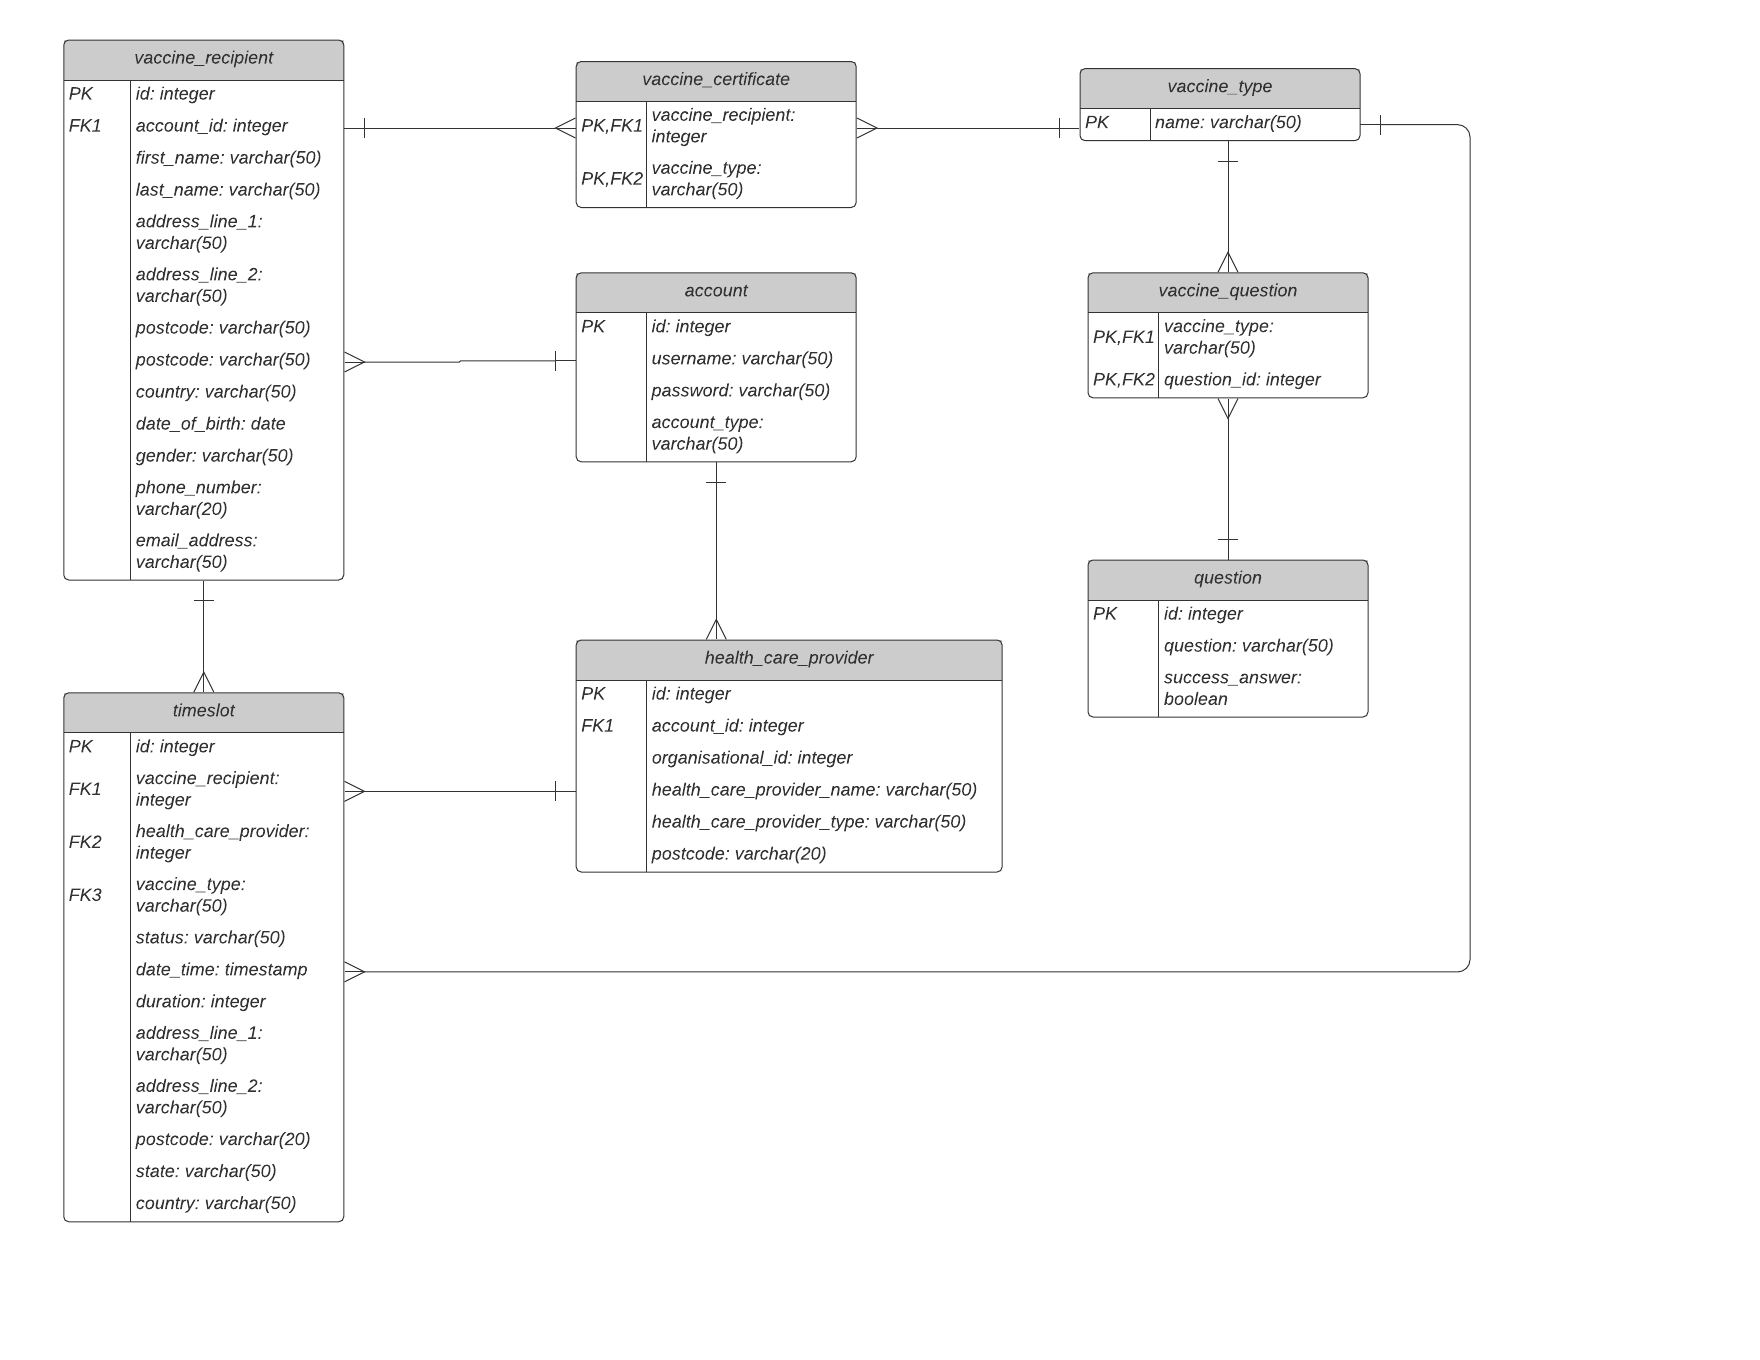 vaccine_recipient
PK id: integer
FK1 account_id: integer
first_name: varchar(50)
last_name: varchar(50)
address_line_1:
varchar(50)
address_line_2:
varchar(50)
postcode: varchar(50)
postcode: varchar(50)
country: varchar(50)
date_of_birth: date
gender: varchar(50)
phone_number:
varchar(20)
email_address:
varchar(50)
vaccine_certificate
PK,FK1 vaccine_recipient:
integer
PK,FK2 vaccine_type:
varchar(50)
vaccine_type
PK name: varchar(50)
account
PK id: integer
username: varchar(50)
password: varchar(50)
account_type:
varchar(50)
vaccine_question
PK,FK1 vaccine_type:
varchar(50)
PK,FK2 question_id: integer
question
PK id: integer
question: varchar(50)
success_answer:
boolean
health_care_provider
PK id: integer
FK1 account_id: integer
organisational_id: integer
health_care_provider_name: varchar(50)
health_care_provider_type: varchar(50)
postcode: varchar(20)
timeslot
PK id: integer
FK1 vaccine_recipient:
integer
FK2 health_care_provider:
integer
FK3 vaccine_type:
varchar(50)
status: varchar(50)
date_time: timestamp
duration: integer
address_line_1:
varchar(50)
address_line_2:
varchar(50)
postcode: varchar(20)
state: varchar(50)
country: varchar(50)